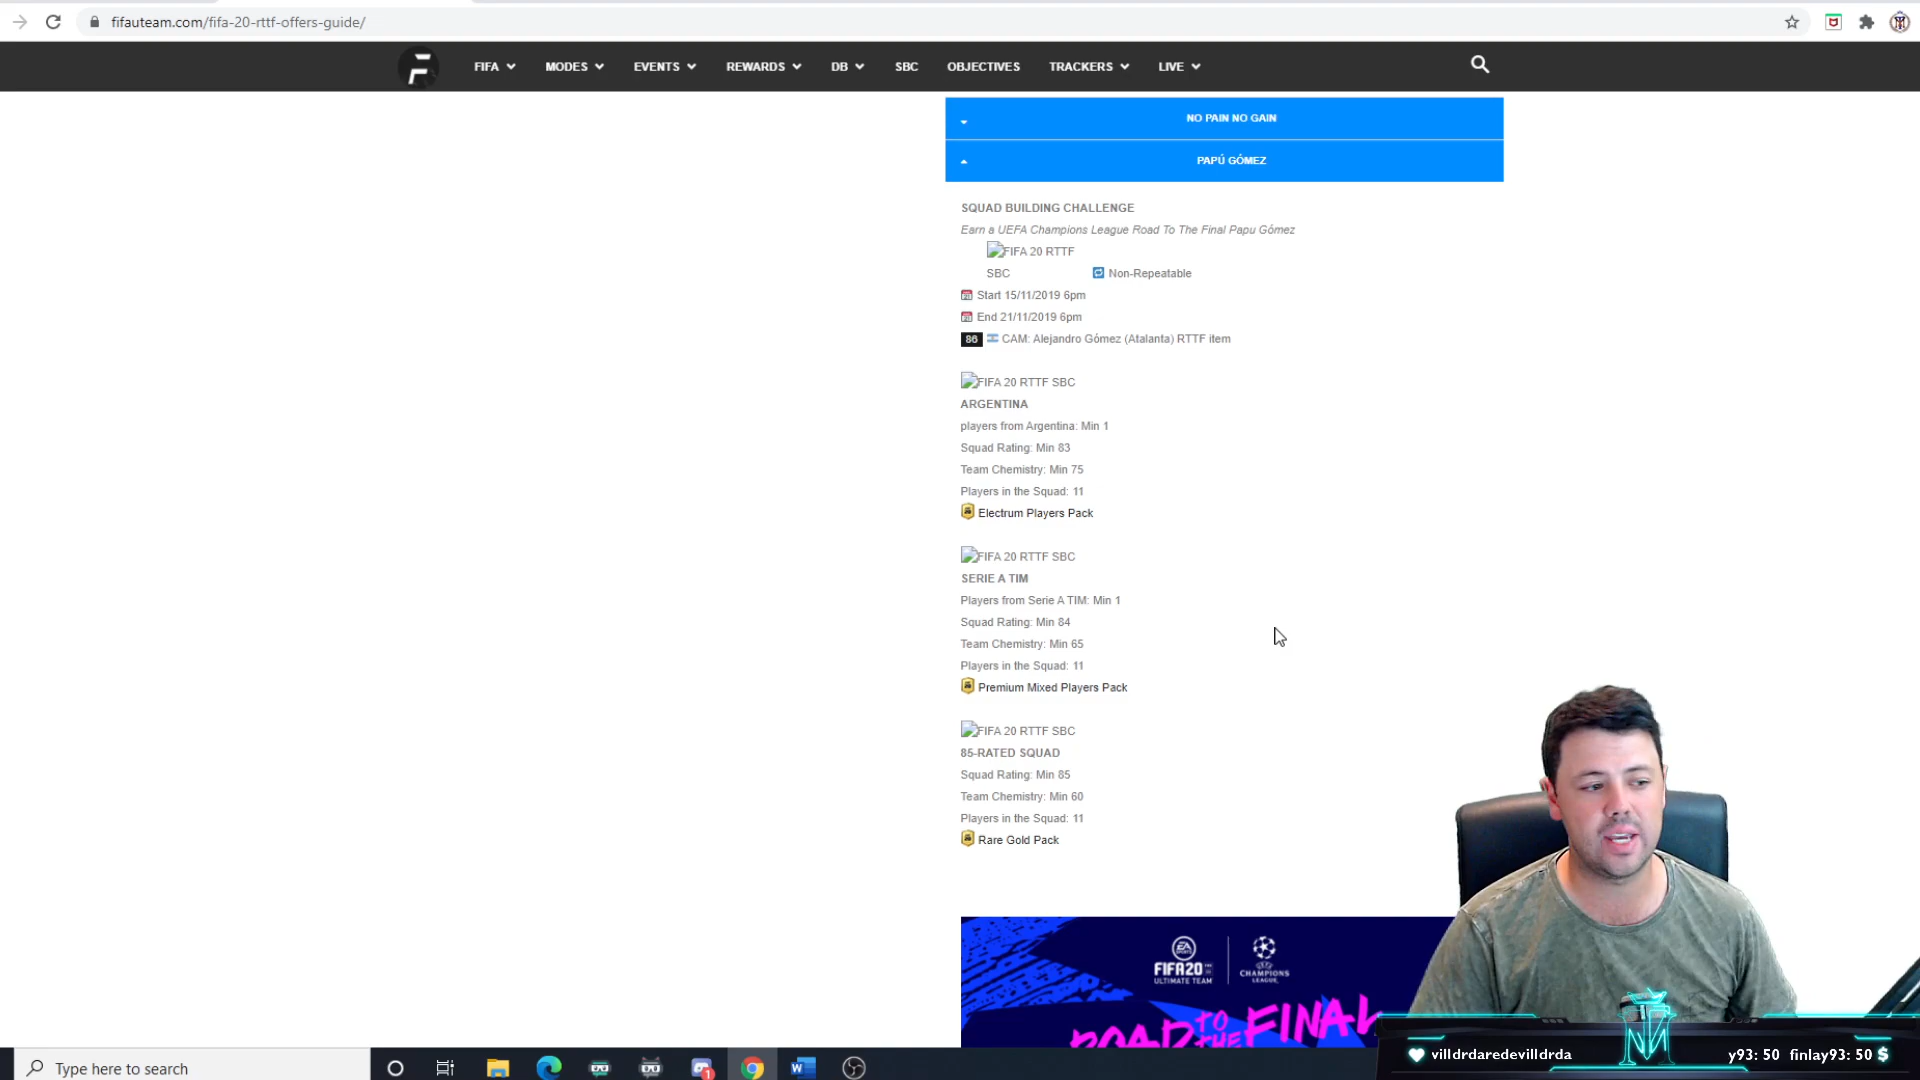 fifauteam.com/fifa-20-rttf-offers-guide/
FIFA MODES EVENTS REWARDS DB SBC OBJECTIVES TRACKERS LIVE
NO PAIN NO GAIN
PAPÚ GÓMEZ
SQUAD BUILDING CHALLENGE
Earn a UEFA Champions League Road To The Final Papu Gómez
FIFA 20 RTTF
SBC Non-Repeatable
Start 15/11/2019 6pm
End 21/11/2019 6pm
86 CAM: Alejandro Gómez (Atalanta) RTTF item
FIFA 20 RTTF SBC
ARGENTINA
players from Argentina: Min 1
Squad Rating: Min 83
Team Chemistry: Min 75
Players in the Squad: 11
Electrum Players Pack
FIFA 20 RTTF SBC
SERIE A TIM
Players from Serie A TIM: Min 1
Squad Rating: Min 84
Team Chemistry: Min 65
Players in the Squad: 11
Premium Mixed Players Pack
FIFA 20 RTTF SBC
85-RATED SQUAD
Squad Rating: Min 85
Team Chemistry: Min 60
Players in the Squad: 11
Rare Gold Pack
EA SPORTS
FIFA20 CHAMPIONS
ULTIMATE TEAM LEAGUE
ROAD TO THE FINAL
villdrdaredevilldrda y93: 50 finlay93: 50 $
Type here to search
1